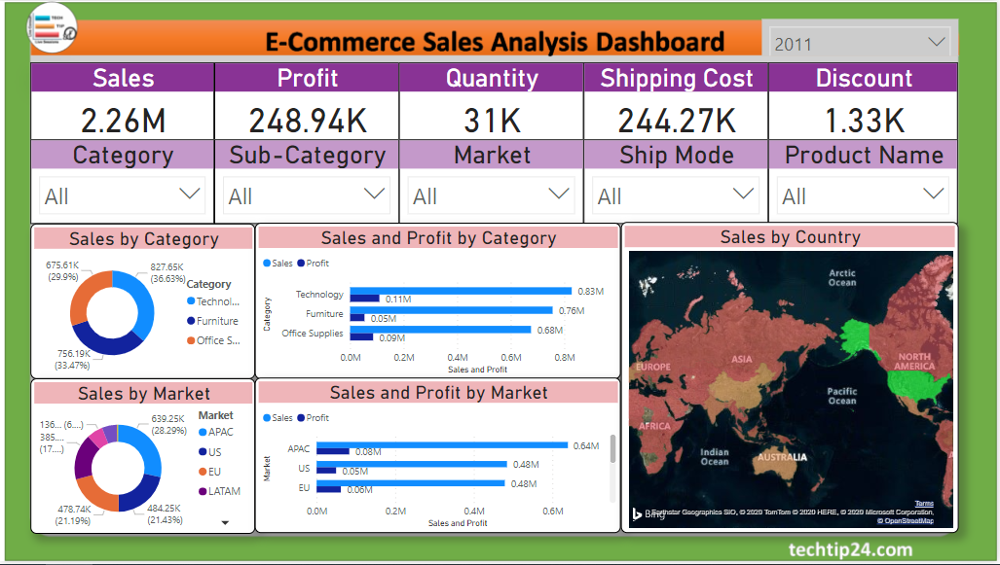 TECH
TIP
E-Commerce Sales Analysis Dashboard
2011
Sales
Profit
Quantity
Shipping Cost
Discount
2.26M
248.94K
31K
244.27K
1.33K
Category
Sub-Category
Market
Ship Mode
Product Name
All
All
All
All
All
Sales by Category
675.61K
(29.9%)
827.65K
(36.63%)
756.19K
(33.47%)
Category
Technol...
Furniture
Office S...
Sales and Profit by Category
Sales Profit
Category
Technology
Furniture
Office Supplies
0.83M
0.11M
0.76M
0.05M
0.68M
0.09M
0.0M 0.2M 0.4M 0.6M 0.8M
Sales and Profit
Sales by Country
Arctic
Ocean
EUROPE
ASIA
NORTH
AMERICA
Pacific
Ocean
AFRICA
Indian
Ocean
AUSTRALIA
Terms
Bing
© 2020 TomTom © 2020 HERE, © 2020 Microsoft Corporation,
© OpenStreetMap
Sales by Market
136... (6....)
385....
(17....)
639.25K
(28.29%)
478.74K
(21.19%)
484.25K
(21.43%)
Market
APAC
US
EU
LATAM
Sales and Profit by Market
Sales Profit
Market
APAC
US
EU
0.64M
0.08M
0.48M
0.05M
0.48M
0.06M
0.0M 0.2M 0.4M 0.6M
Sales and Profit
techtip24.com